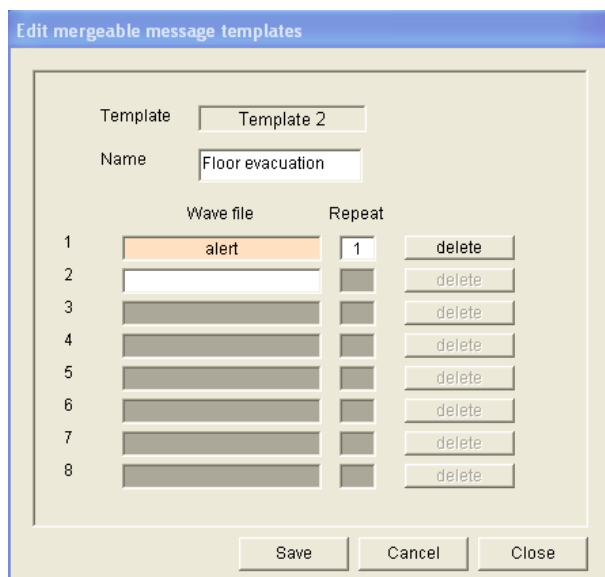 Edit mergeable message templates
Template Template 2
Name Floor evacuation
Wave file Repeat
1 alert 1 delete
2 delete
3 delete
4 delete
5 delete
6 delete
7 delete
8 delete
Save Cancel Close